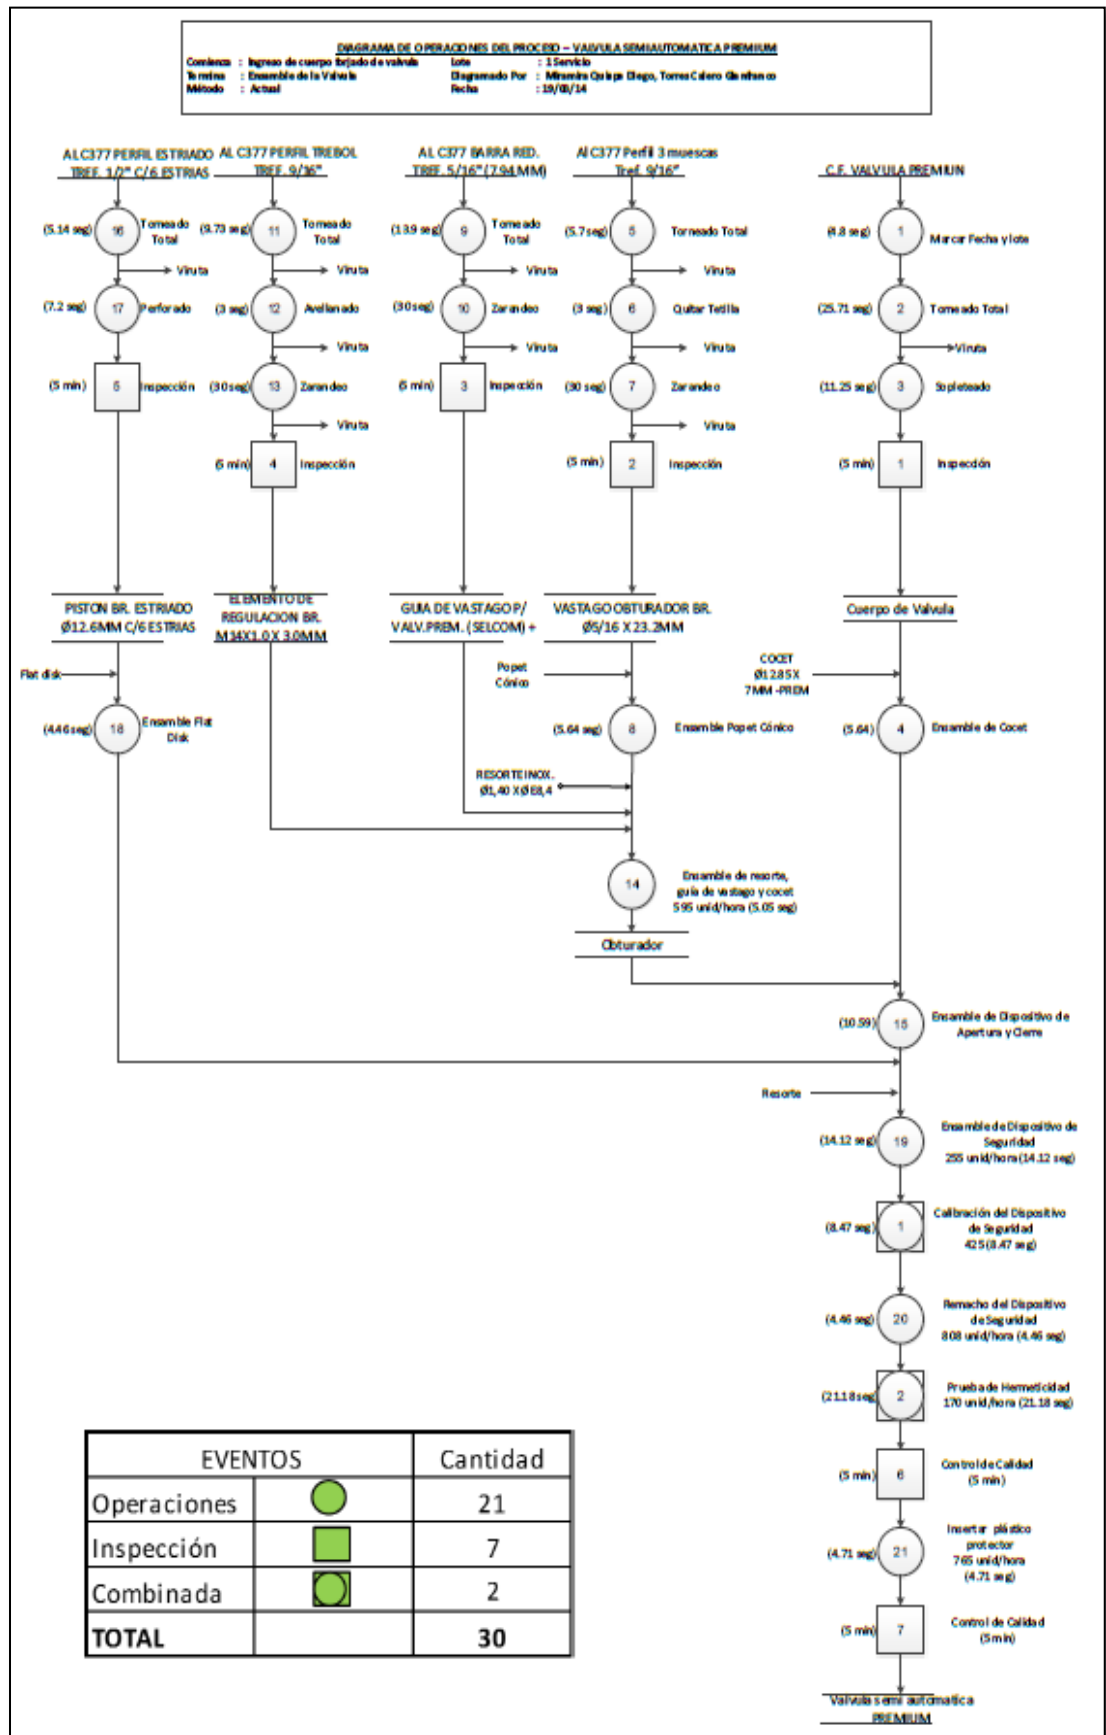 DIAGRAMA DE OPERACIONES DEL PROCESO – VALVULA SEMIAUTOMATICA PREMIUM
Comienza : Ingreso de cuerpo forjado de valvula Lote : 1 Servicio
Termina : Ensamble de la Valvula Diagramado Por : Miramira Quispe Diego, Torres Calero Gianfranco
Método : Actual Fecha : 19/08/14
AL C377 PERFIL ESTRIADO
TREF. 1/2" C/6 ESTRIAS
AL C377 PERFIL TREBOL
TREF. 9/16"
AL C377 BARRA RED.
TREF. 5/16" (7.94 MM)
Al C377 Perfil 3 muescas
Tref. 9/16"
C.F. VALVULA PREMIUN
(5.14 seg) 16 Torneado Total
(9.73 seg) 11 Torneado Total
(13.9 seg) 9 Torneado Total
(5.7 seg) 5 Torneado Total
(4.8 seg) 1 Marcar Fecha y lote
Viruta
Viruta
Viruta
Viruta
(7.2 seg) 17 Perforado
(3 seg) 12 Avellanado
(30 seg) 10 Zarandeo
(3 seg) 6 Quitar Tetilla
(25.71 seg) 2 Torneado Total
Viruta
Viruta
Viruta
Viruta
(5 min) 5 Inspección
(30 seg) 13 Zarandeo
(5 min) 3 Inspección
(30 seg) 7 Zarandeo
(11.25 seg) 3 Sopleteado
Viruta
Viruta
(5 min) 4 Inspección
(5 min) 2 Inspección
(5 min) 1 Inspección
PISTON BR. ESTRIADO
Ø12.6MM C/6 ESTRIAS
ELEMENTO DE
REGULACION BR.
M14X1.0 X 3.0MM
GUIA DE VASTAGO P/
VALV.PREM. (SELCOM) +
VASTAGO OBTURADOR BR.
Ø5/16 X 23.2MM
Cuerpo de Valvula
Flat disk
Popet
Cónico
COCET
Ø12.85 X
7MM -PREM
(4.46 seg) 18 Ensamble Flat
Disk
(5.64 seg) 8 Ensamble Popet Cónico
(5.64) 4 Ensamble de Cocet
RESORTE INOX.
Ø1,40 X ØE8,4
14 Ensamble de resorte,
guía de vastago y cocet
595 unid/hora (5.05 seg)
Obturador
(10.59) 15 Ensamble de Dispositivo de
Apertura y Cierre
Resorte
(14.12 seg) 19 Ensamble de Dispositivo de
Seguridad
255 unid/hora (14.12 seg)
(8.47 seg) 1 Calibración del Dispositivo
de Seguridad
425 (8.47 seg)
(4.46 seg) 20 Remacho del Dispositivo
de Seguridad
808 unid/hora (4.46 seg)
(21.18 seg) 2 Prueba de Hermeticidad
170 unid/hora (21.18 seg)
(5 min) 6 Control de Calidad
(5 min)
(4.71 seg) 21 Insertar plástico
protector
765 unid/hora
(4.71 seg)
(5 min) 7 Control de Calidad
(5 min)
Valvula semi automatica
PREMIUM
EVENTOS Cantidad
Operaciones 21
Inspección 7
Combinada 2
TOTAL 30